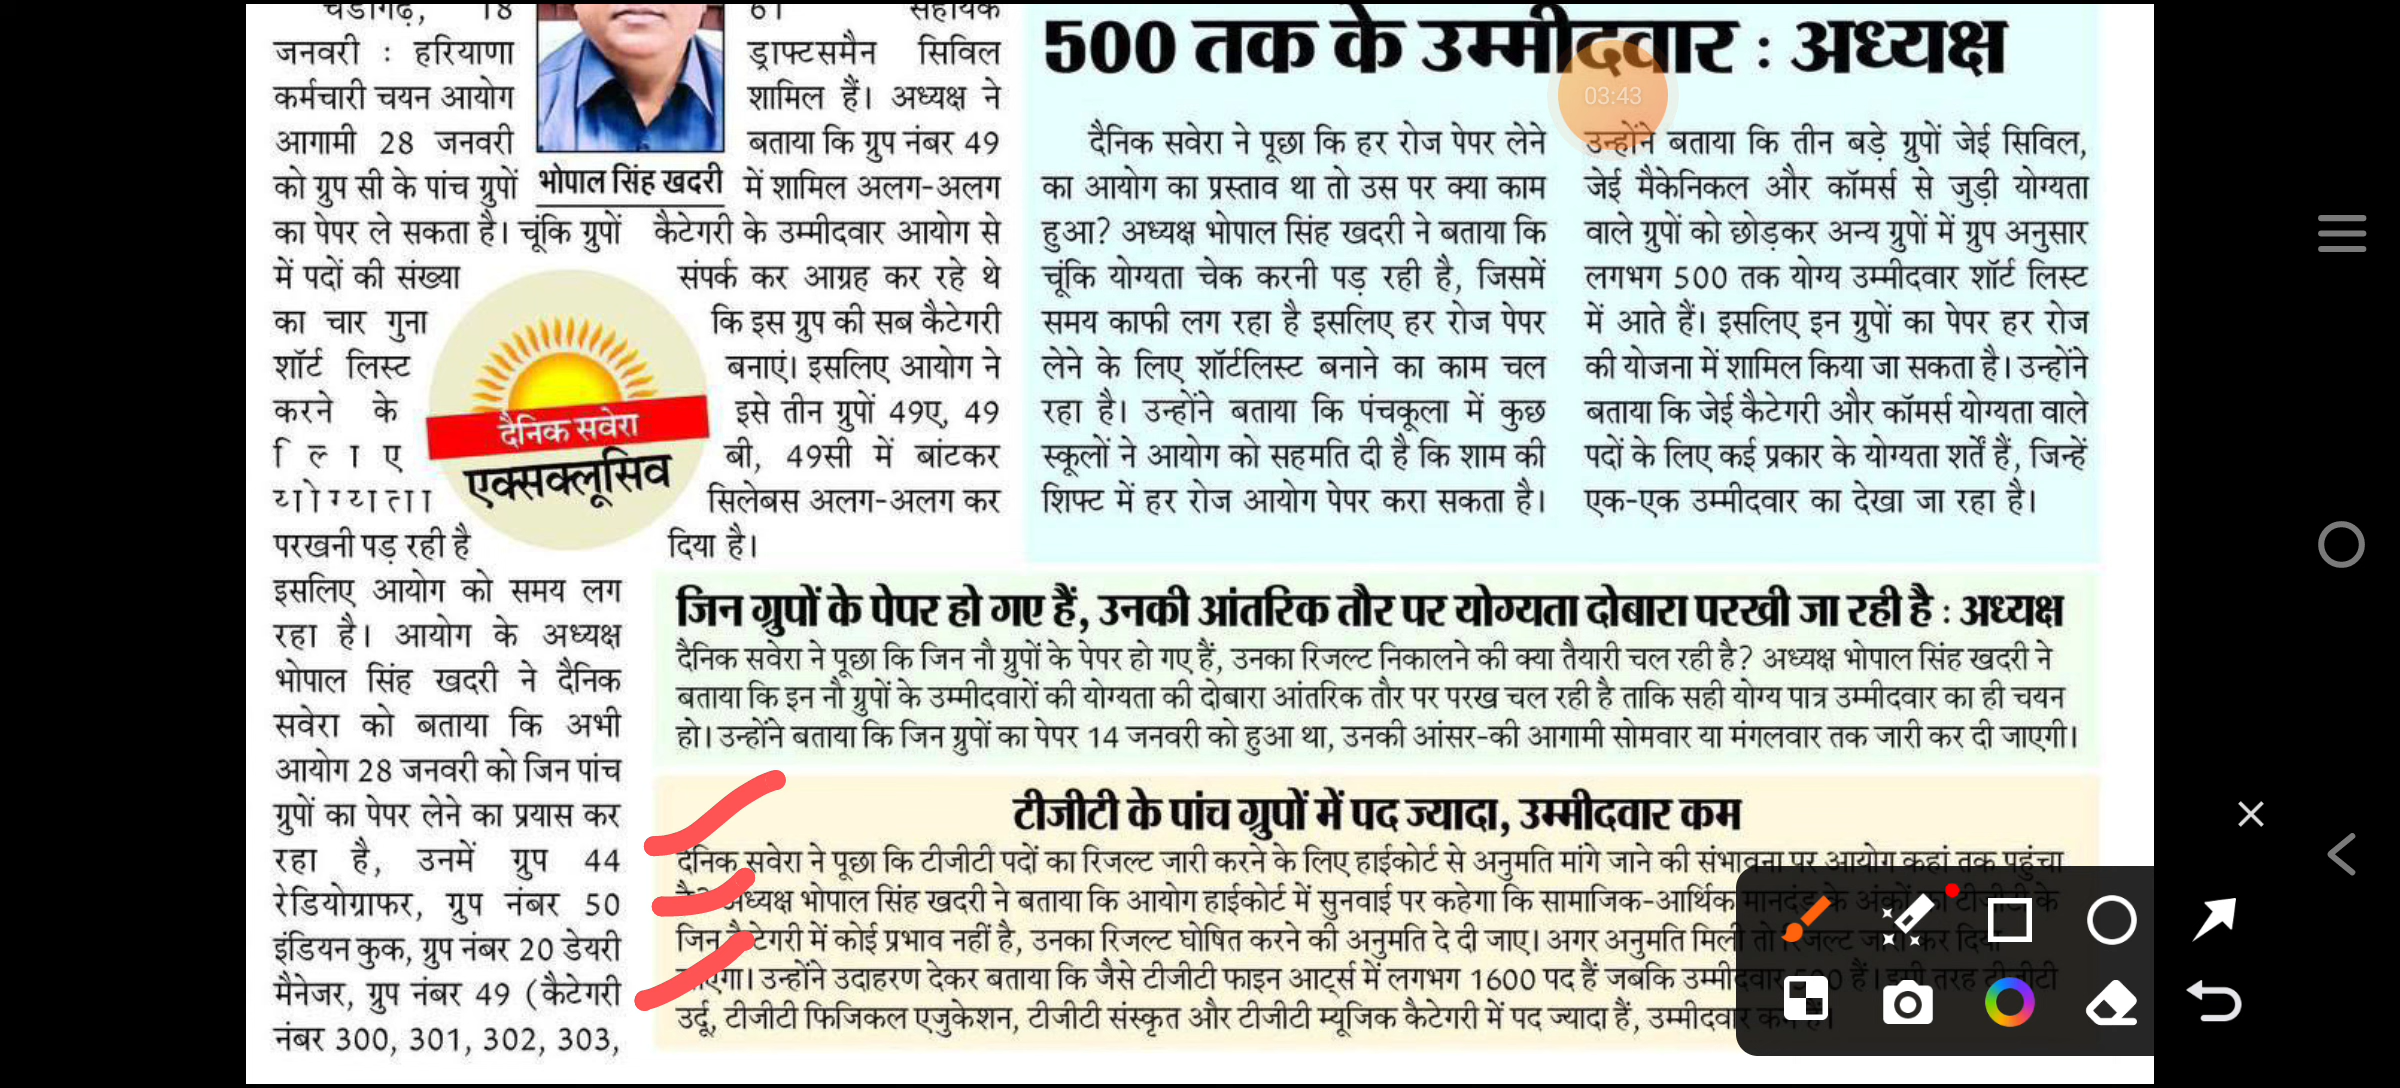 चंडीगढ़, 18
जनवरी : हरियाणा
कर्मचारी चयन आयोग
आगामी 28 जनवरी
को ग्रुप सी के पांच ग्रुपों
का पेपर ले सकता है। चूंकि ग्रुपों
में पदों की संख्या
का चार गुना
शॉर्ट लिस्ट
करने के
लिए
योग्यता
परखनी पड़ रही है
इसलिए आयोग को समय लग
रहा है। आयोग के अध्यक्ष
भोपाल सिंह खदरी ने दैनिक
सवेरा को बताया कि अभी
आयोग 28 जनवरी को जिन पांच
ग्रुपों का पेपर लेने का प्रयास कर
रहा है, उनमें ग्रुप 44
रेडियोग्राफर, ग्रुप नंबर 50
इंडियन कुक, ग्रुप नंबर 20 डेयरी
मैनेजर, ग्रुप नंबर 49 (कैटेगरी
नंबर 300, 301, 302, 303,
भोपाल सिंह खदरी
दैनिक सवेरा
एक्सक्लूसिव
61 सहायक
ड्राफ्टसमैन सिविल
शामिल हैं। अध्यक्ष ने
बताया कि ग्रुप नंबर 49
में शामिल अलग-अलग
कैटेगरी के उम्मीदवार आयोग से
संपर्क कर आग्रह कर रहे थे
कि इस ग्रुप की सब कैटेगरी
बनाएं। इसलिए आयोग ने
इसे तीन ग्रुपों 49ए, 49
बी, 49सी में बांटकर
सिलेबस अलग-अलग कर
दिया है।
500 तक के उम्मीदवार : अध्यक्ष
03:43
दैनिक सवेरा ने पूछा कि हर रोज पेपर लेने
का आयोग का प्रस्ताव था तो उस पर क्या काम
हुआ? अध्यक्ष भोपाल सिंह खदरी ने बताया कि
चूंकि योग्यता चेक करनी पड़ रही है, जिसमें
समय काफी लग रहा है इसलिए हर रोज पेपर
लेने के लिए शॉर्टलिस्ट बनाने का काम चल
रहा है। उन्होंने बताया कि पंचकूला में कुछ
स्कूलों ने आयोग को सहमति दी है कि शाम की
शिफ्ट में हर रोज आयोग पेपर करा सकता है।
उन्होंने बताया कि तीन बड़े ग्रुपों जेई सिविल,
जेई मैकेनिकल और कॉमर्स से जुड़ी योग्यता
वाले ग्रुपों को छोड़कर अन्य ग्रुपों में ग्रुप अनुसार
लगभग 500 तक योग्य उम्मीदवार शॉर्ट लिस्ट
में आते हैं। इसलिए इन ग्रुपों का पेपर हर रोज
की योजना में शामिल किया जा सकता है। उन्होंने
बताया कि जेई कैटेगरी और कॉमर्स योग्यता वाले
पदों के लिए कई प्रकार के योग्यता शर्तें हैं, जिन्हें
एक-एक उम्मीदवार का देखा जा रहा है।
जिन ग्रुपों के पेपर हो गए हैं, उनकी आंतरिक तौर पर योग्यता दोबारा परखी जा रही है : अध्यक्ष
दैनिक सवेरा ने पूछा कि जिन नौ ग्रुपों के पेपर हो गए हैं, उनका रिजल्ट निकालने की क्या तैयारी चल रही है? अध्यक्ष भोपाल सिंह खदरी ने
बताया कि इन नौ ग्रुपों के उम्मीदवारों की योग्यता की दोबारा आंतरिक तौर पर परख चल रही है ताकि सही योग्य पात्र उम्मीदवार का ही चयन
हो। उन्होंने बताया कि जिन ग्रुपों का पेपर 14 जनवरी को हुआ था, उनकी आंसर-की आगामी सोमवार या मंगलवार तक जारी कर दी जाएगी।
टीजीटी के पांच ग्रुपों में पद ज्यादा, उम्मीदवार कम
दैनिक सवेरा ने पूछा कि टीजीटी पदों का रिजल्ट जारी करने के लिए हाईकोर्ट से अनुमति मांगे जाने की संभावना पर आयोग कहां तक पहुंचा
है? अध्यक्ष भोपाल सिंह खदरी ने बताया कि आयोग हाईकोर्ट में सुनवाई पर कहेगा कि सामाजिक-आर्थिक मानदंड के अंकों का टीजीटी के
जिन कैटेगरी में कोई प्रभाव नहीं है, उनका रिजल्ट घोषित करने की अनुमति दे दी जाए। अगर अनुमति मिली तो रिजल्ट जारी कर दिया
जाएगा। उन्होंने उदाहरण देकर बताया कि जैसे टीजीटी फाइन आर्ट्स में लगभग 1600 पद हैं जबकि उम्मीदवार 500 हैं। इसी तरह टीजीटी
उर्दू, टीजीटी फिजिकल एजुकेशन, टीजीटी संस्कृत और टीजीटी म्यूजिक कैटेगरी में पद ज्यादा हैं, उम्मीदवार कम हैं।